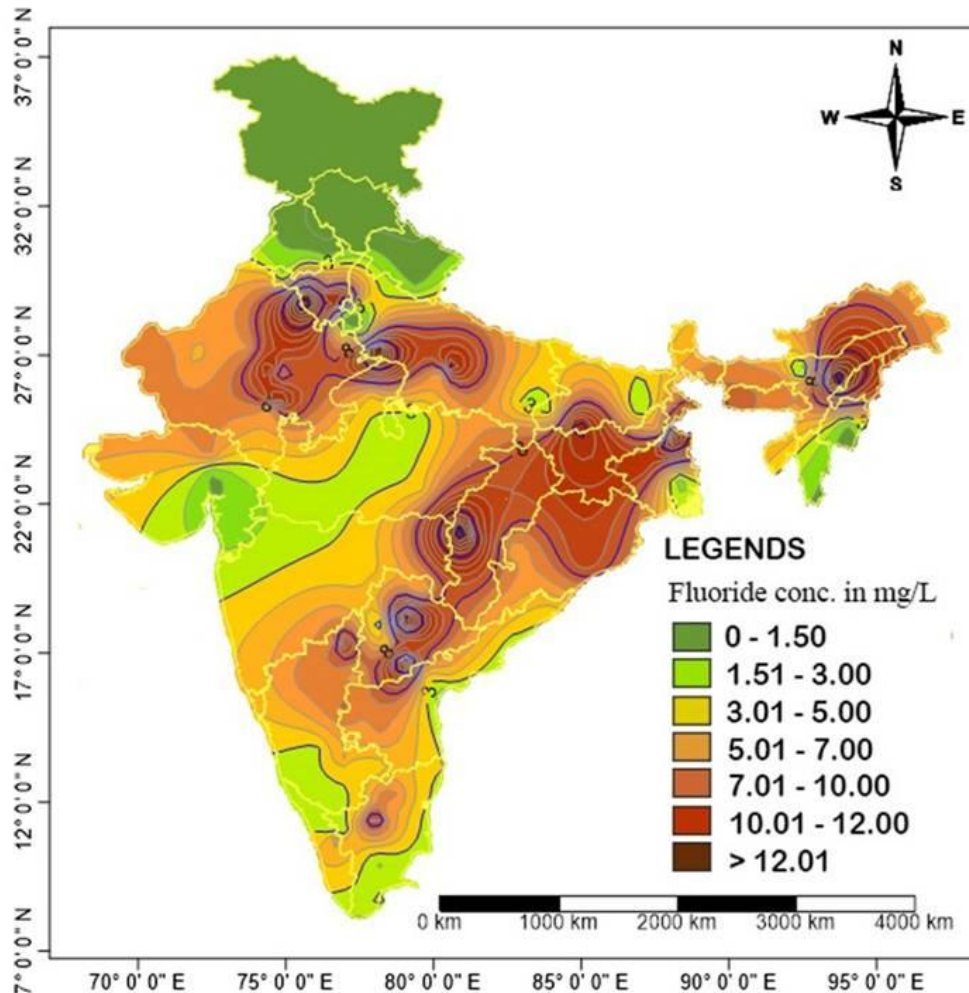 N
W E
S
37° 0' 0" N
32° 0' 0" N
27° 0' 0" N
22° 0' 0" N
17° 0' 0" N
12° 0' 0" N
7° 0' 0" N
LEGENDS
Fluoride conc. in mg/L
0 - 1.50
1.51 - 3.00
3.01 - 5.00
5.01 - 7.00
7.01 - 10.00
10.01 - 12.00
> 12.01
0 km 1000 km 2000 km 3000 km 4000 km
70° 0' 0" E 75° 0' 0" E 80° 0' 0" E 85° 0' 0" E 90° 0' 0" E 95° 0' 0" E